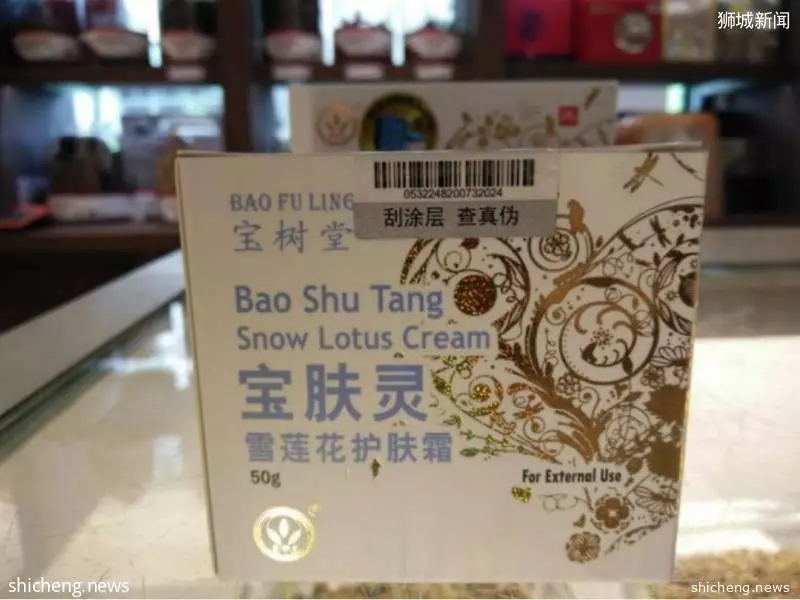 狮城新闻
0532248200732024
刮涂层 查真伪
BAO FU LING
宝树堂
Bao Shu Tang
Snow Lotus Cream
宝肤灵
雪莲花护肤霜
50g
For External Use
shicheng.news
shicheng.news